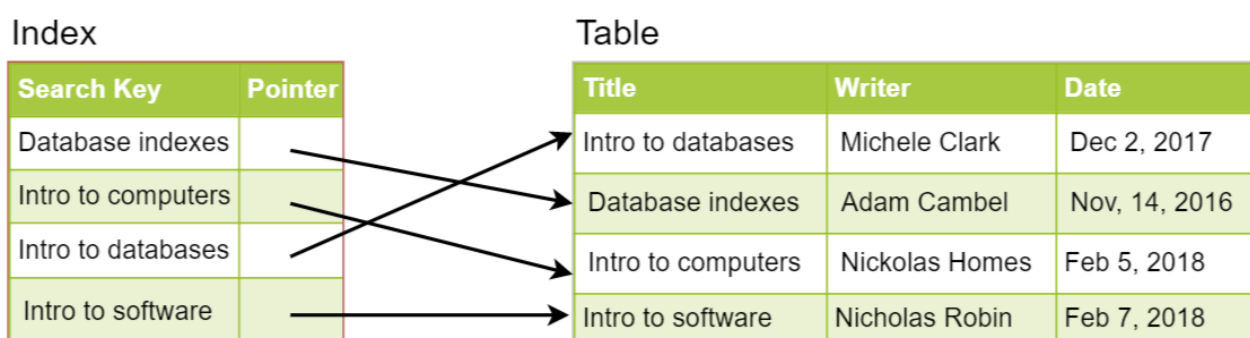 Index
Table
Search Key Pointer
Title Writer Date
Database indexes
Intro to databases Michele Clark Dec 2, 2017
Intro to computers
Database indexes Adam Cambel Nov, 14, 2016
Intro to databases
Intro to computers Nickolas Homes Feb 5, 2018
Intro to software
Intro to software Nicholas Robin Feb 7, 2018